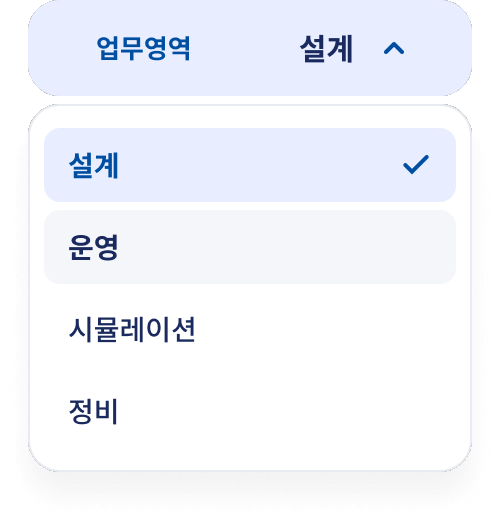 업무영역 설계
설계
운영
시뮬레이션
정비